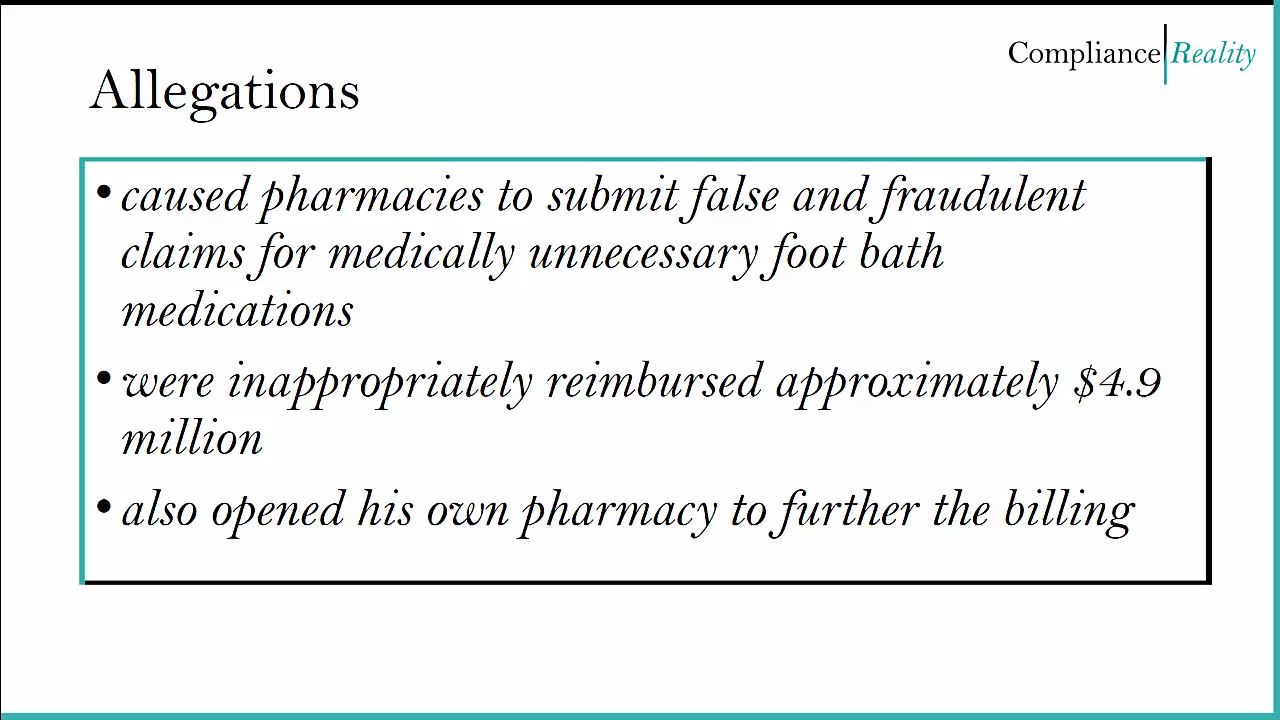 Compliance Reality
Allegations
• caused pharmacies to submit false and fraudulent
claims for medically unnecessary foot bath
medications
• were inappropriately reimbursed approximately $4.9
million
• also opened his own pharmacy to further the billing